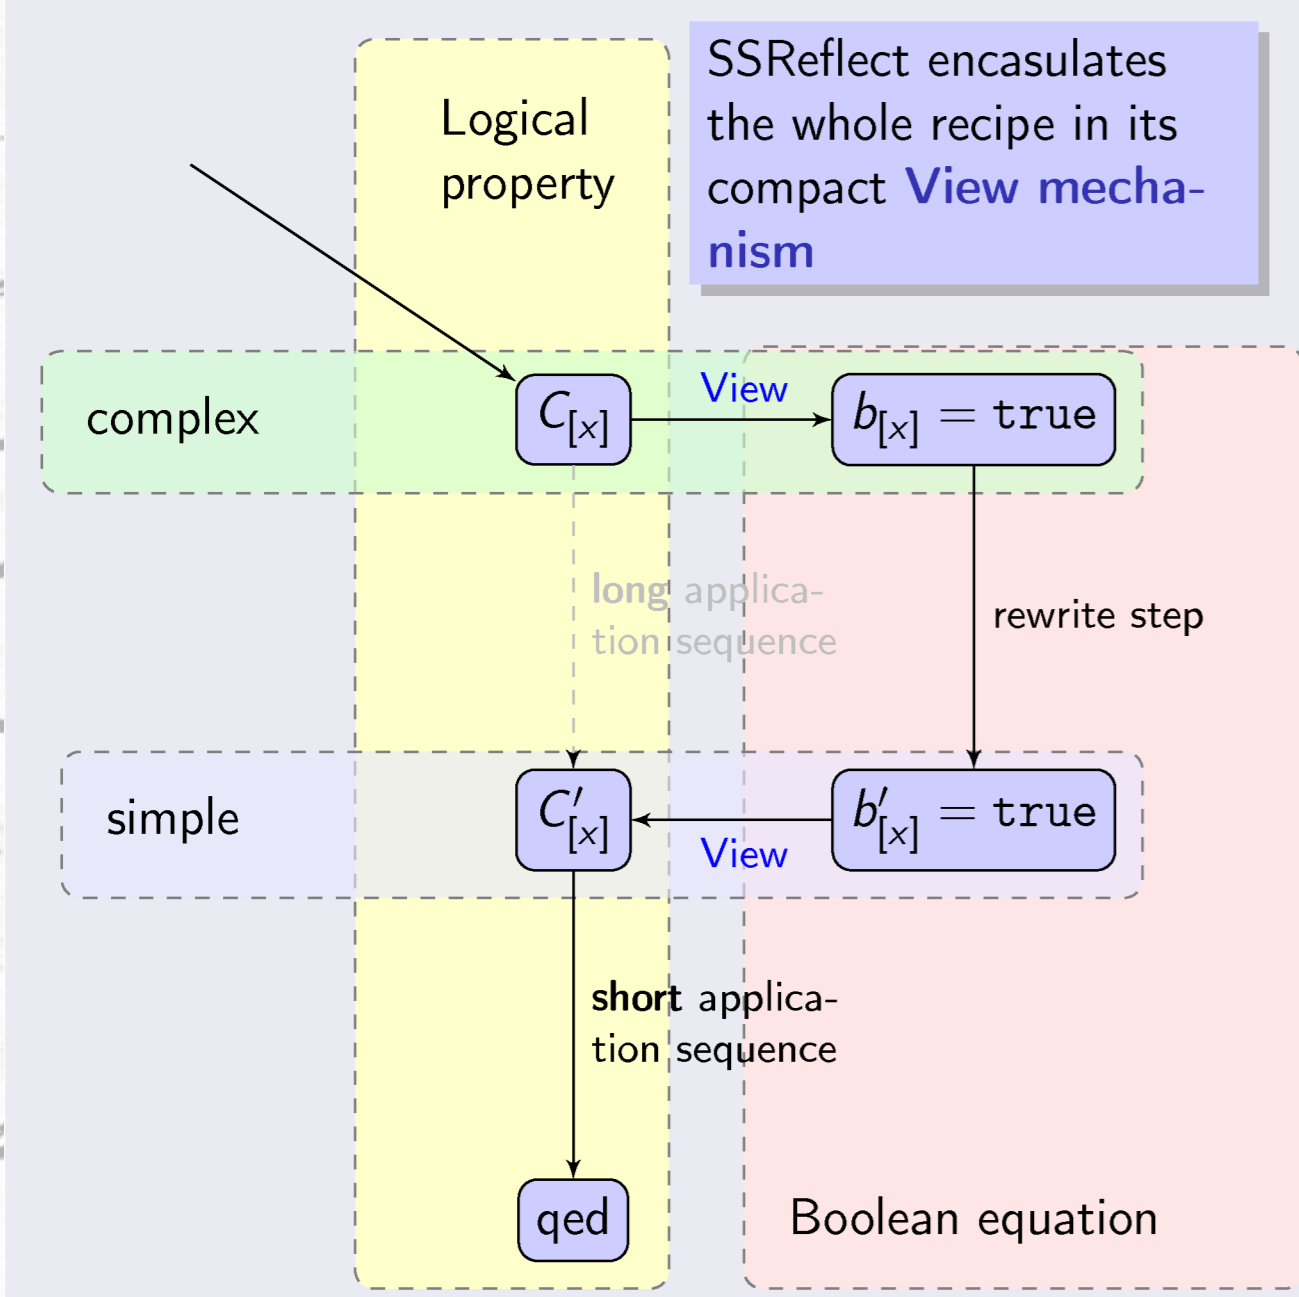 SSReflect encasulates
the whole recipe in its
compact View mecha-
nism
Logical
property
complex
C[x]
View
b[x] = true
long applica-
tion sequence
rewrite step
simple
C′[x]
View
b′[x] = true
short applica-
tion sequence
qed
Boolean equation